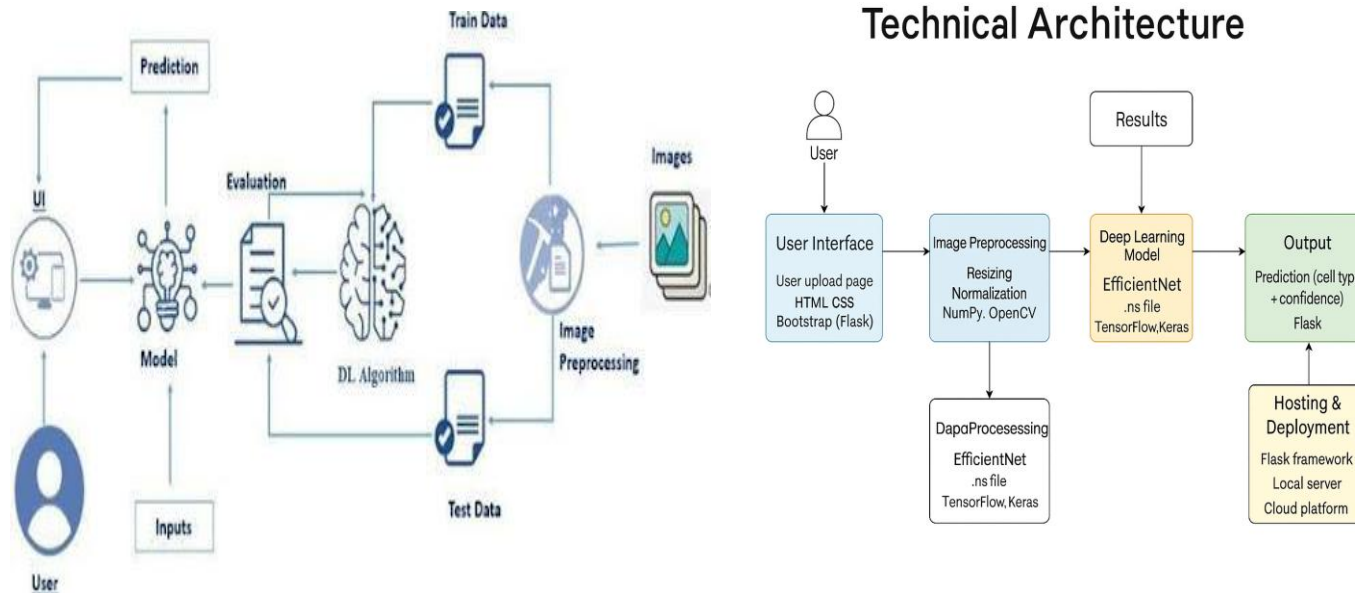 Train Data
Prediction
Images
Evaluation
UI
Model
DL Algorithm
Image
Preprocessing
Test Data
Inputs
User
Technical Architecture
User
Results
User Interface
User upload page
HTML CSS
Bootstrap (Flask)
Image Preprocessing
Resizing
Normalization
NumPy. OpenCV
Deep Learning
Model
EfficientNet
.ns file
TensorFlow,Keras
Output
Prediction (cell typ
+ confidence)
Flask
DapɑProcesessing
EfficientNet
.ns file
TensorFlow, Keras
Hosting &
Deployment
Flask framework
Local server
Cloud platform